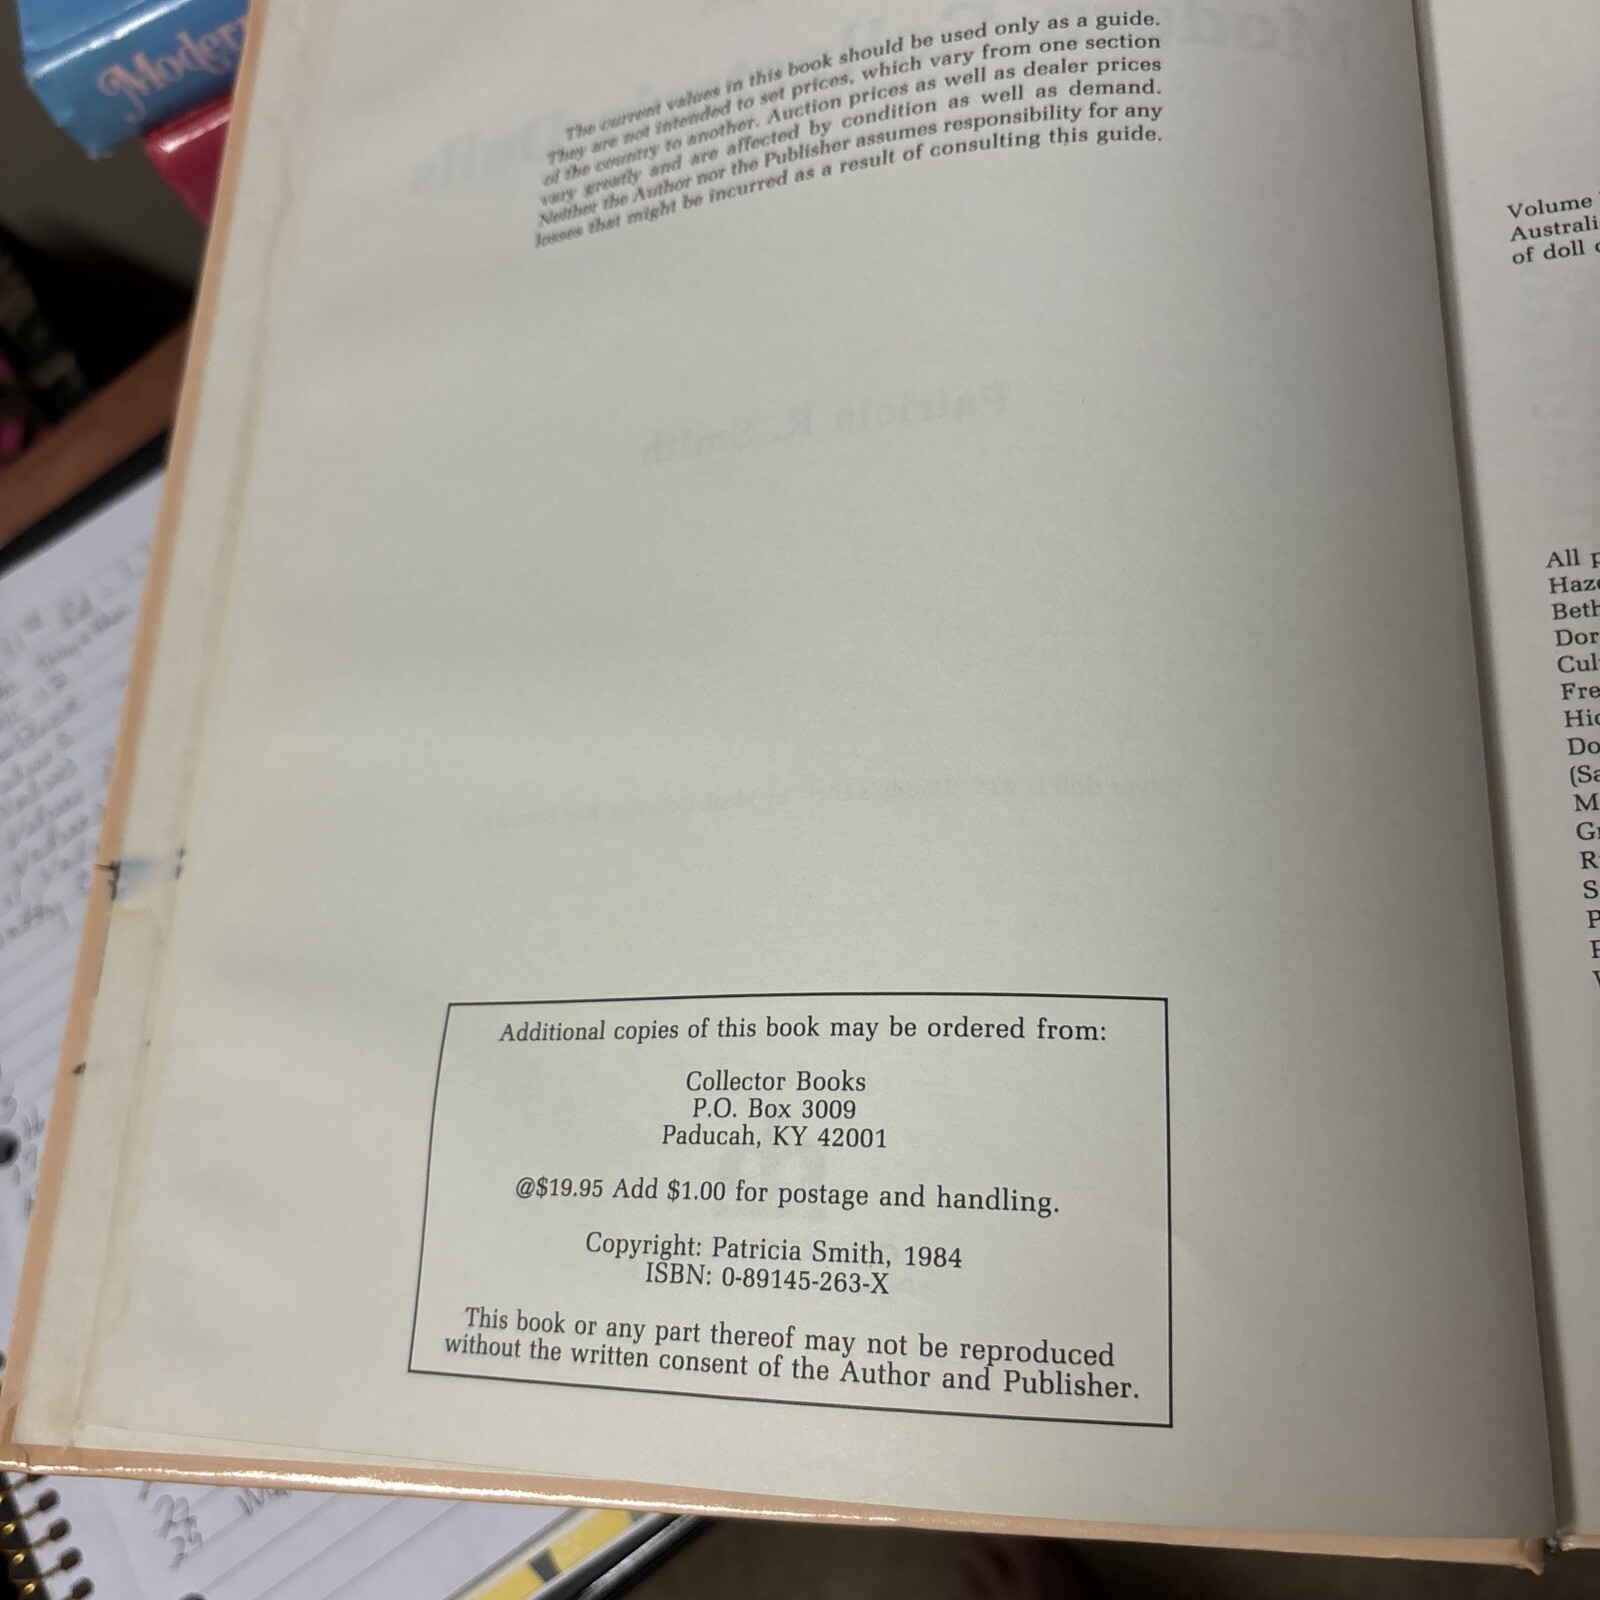 Modern
The current values in this book should be used only as a guide.
They are not intended to set prices, which vary from one section
of the country to another. Auction prices as well as dealer prices
vary greatly and are affected by condition as well as demand.
Neither the Author nor the Publisher assumes responsibility for any
losses that might be incurred as a result of consulting this guide.
Patricia R. Smith
Additional copies of this book may be ordered from:
Collector Books
P.O. Box 3009
Paducah, KY 42001
@$19.95 Add $1.00 for postage and handling.
Copyright: Patricia Smith, 1984
ISBN: 0-89145-263-X
This book or any part thereof may not be reproduced
without the written consent of the Author and Publisher.
Volume
Australi
of doll
All p
Haze
Beth
Dor
Cul
Fre
Hic
Do
(Sa
M
G
R
S
P